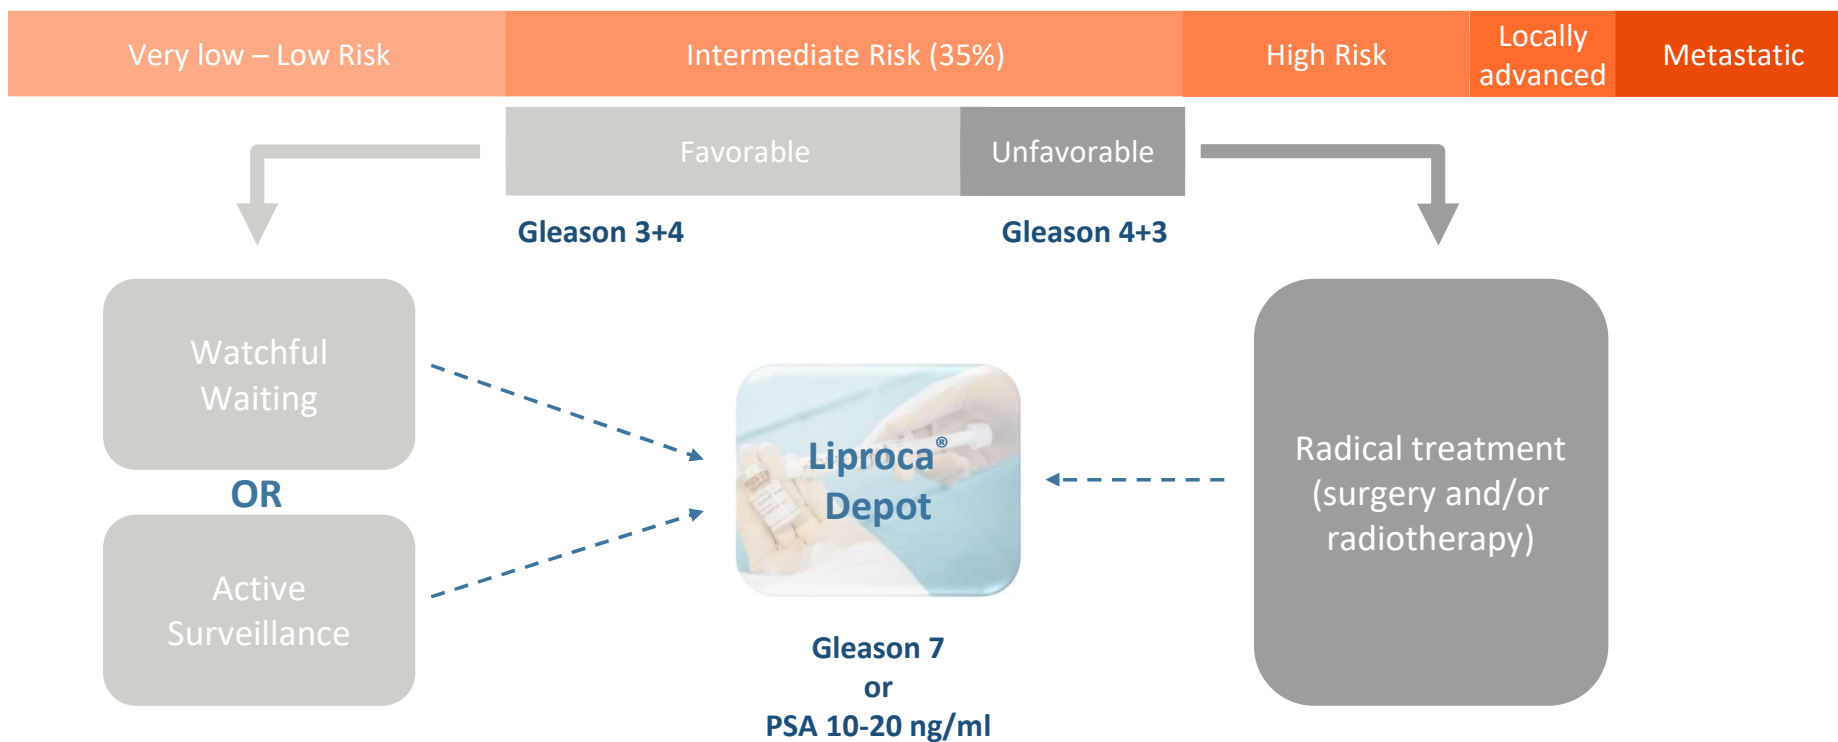 Very low – Low Risk
Intermediate Risk (35%)
High Risk
Locally
advanced
Metastatic
Favorable
Unfavorable
Gleason 3+4
Gleason 4+3
Watchful
Waiting
OR
Active
Surveillance
Liproca®
Depot
Gleason 7
or
PSA 10-20 ng/ml
Radical treatment
(surgery and/or
radiotherapy)